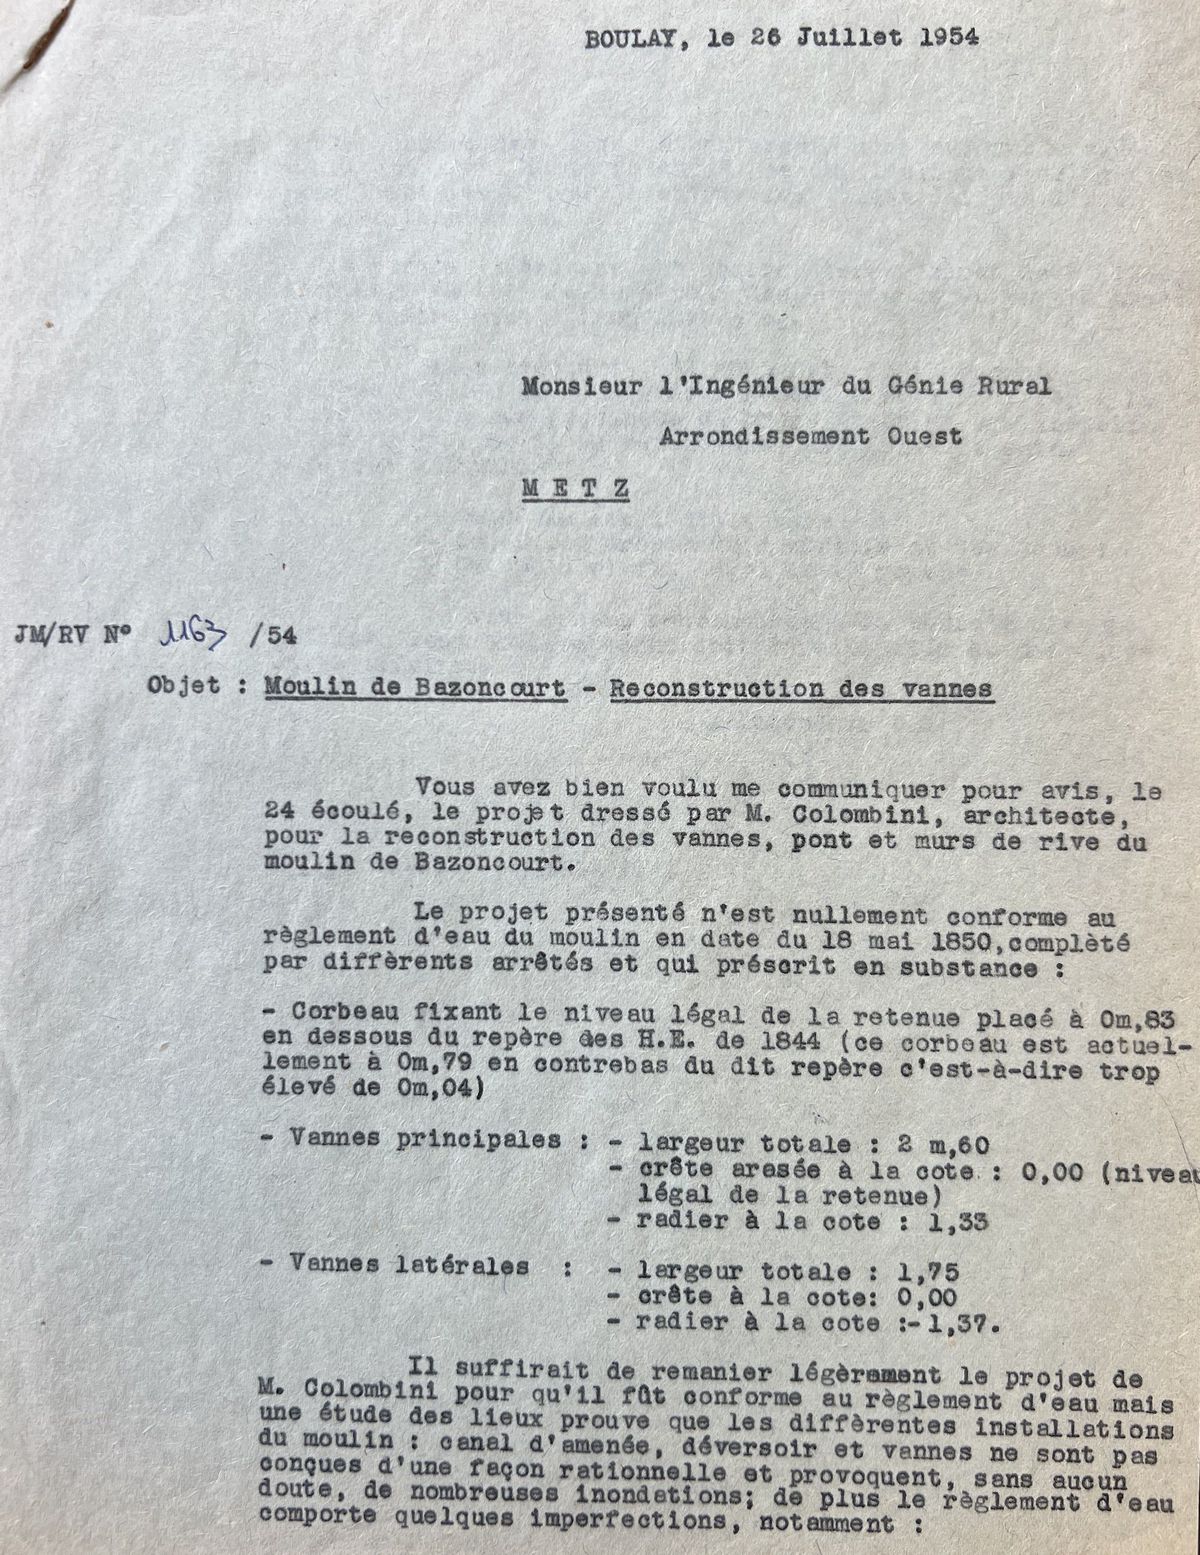 BOULAY, le 26 Juillet 1954
Monsieur l'Ingénieur du Génie Rural
Arrondissement Ouest
M E T Z
JM/RV N° 1163 /54
Objet : Moulin de Bazoncourt - Reconstruction des vannes
Vous avez bien voulu me communiquer pour avis, le
24 écoulé, le projet dressé par M. Colombini, architecte,
pour la reconstruction des vannes, pont et murs de rive du
moulin de Bazoncourt.
Le projet présenté n'est nullement conforme au
règlement d'eau du moulin en date du 18 mai 1850,complèté
par diffèrents arrêtés et qui préscrit en substance :
- Corbeau fixant le niveau légal de la retenue placé à 0m,83
en dessous du repère des H.E. de 1844 (ce corbeau est actuel-
lement à 0m,79 en contrebas du dit repère c'est-à-dire trop
élevé de 0m,04)
- Vannes principales : - largeur totale : 2 m,60
- crête arasée à la cote : 0,00 (niveau
légal de la retenue)
- radier à la cote : 1,33
- Vannes latérales : - largeur totale : 1,75
- crête à la cote: 0,00
- radier à la cote :- 1,37.
Il suffirait de remanier légèrement le projet de
M. Colombini pour qu'il fût conforme au règlement d'eau mais
une étude des lieux prouve que les diffèrentes installations
du moulin : canal d'amenée, déversoir et vannes ne sont pas
conçues d'une façon rationnelle et provoquent, sans aucun
doute, de nombreuses inondations; de plus le règlement d'eau
comporte quelques imperfections, notamment :